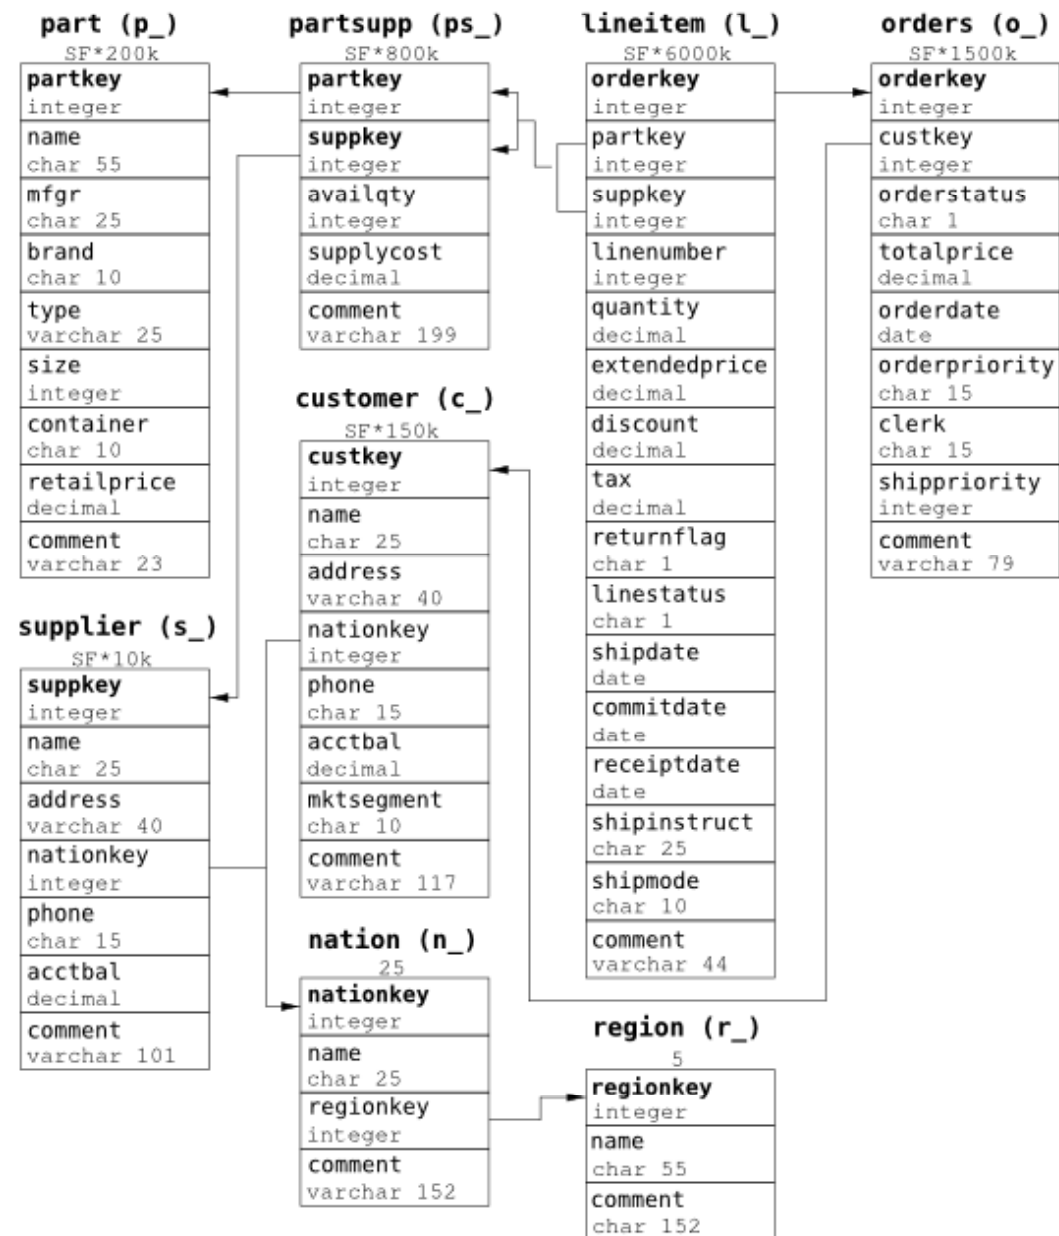 part (p_)
SF*200k
partkey
integer
name
char 55
mfgr
char 25
brand
char 10
type
varchar 25
size
integer
container
char 10
retailprice
decimal
comment
varchar 23
supplier (s_)
SF*10k
suppkey
integer
name
char 25
address
varchar 40
nationkey
integer
phone
char 15
acctbal
decimal
comment
varchar 101
partsupp (ps_)
SF*800k
partkey
integer
suppkey
integer
availqty
integer
supplycost
decimal
comment
varchar 199
customer (c_)
SF*150k
custkey
integer
name
char 25
address
varchar 40
nationkey
integer
phone
char 15
acctbal
decimal
mktsegment
char 10
comment
varchar 117
nation (n_)
25
nationkey
integer
name
char 25
regionkey
integer
comment
varchar 152
lineitem (l_)
SF*6000k
orderkey
integer
partkey
integer
suppkey
integer
linenumber
integer
quantity
decimal
extendedprice
decimal
discount
decimal
tax
decimal
returnflag
char 1
linestatus
char 1
shipdate
date
commitdate
date
receiptdate
date
shipinstruct
char 25
shipmode
char 10
comment
varchar 44
region (r_)
5
regionkey
integer
name
char 55
comment
char 152
orders (o_)
SF*1500k
orderkey
integer
custkey
integer
orderstatus
char 1
totalprice
decimal
orderdate
date
orderpriority
char 15
clerk
char 15
shippriority
integer
comment
varchar 79